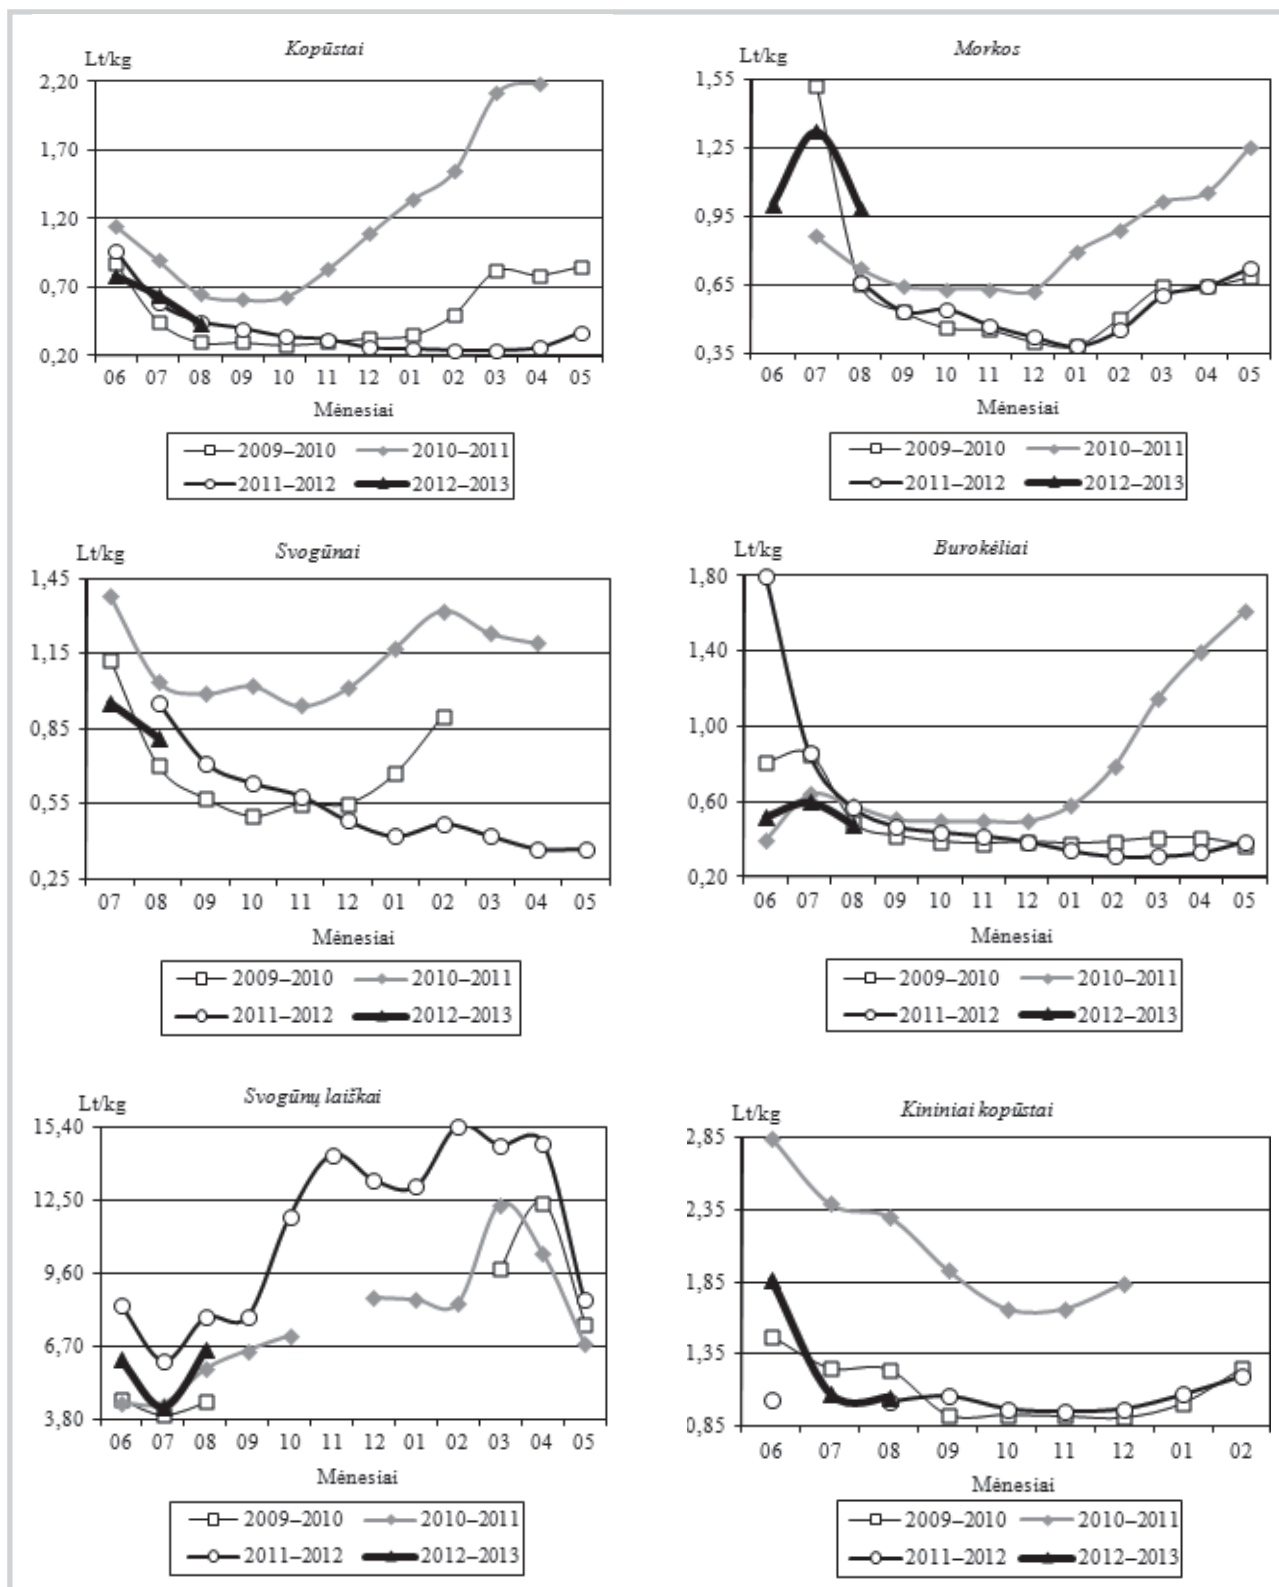 Kopūstai
Lt/kg
2,20
1,70
1,20
0,70
0,20
06 07 08 09 10 11 12 01 02 03 04 05
Mėnesiai
2009–2010 2010–2011
2011–2012 2012–2013
Morkos
Lt/kg
1,55
1,25
0,95
0,65
0,35
06 07 08 09 10 11 12 01 02 03 04 05
Mėnesiai
2009–2010 2010–2011
2011–2012 2012–2013
Svogūnai
Lt/kg
1,45
1,15
0,85
0,55
0,25
07 08 09 10 11 12 01 02 03 04 05
Mėnesiai
2009–2010 2010–2011
2011–2012 2012–2013
Burokėliai
Lt/kg
1,80
1,40
1,00
0,60
0,20
06 07 08 09 10 11 12 01 02 03 04 05
Mėnesiai
2009–2010 2010–2011
2011–2012 2012–2013
Svogūnų laiškai
Lt/kg
15,40
12,50
9,60
6,70
3,80
06 07 08 09 10 11 12 01 02 03 04 05
Mėnesiai
2009–2010 2010–2011
2011–2012 2012–2013
Kininiai kopūstai
Lt/kg
2,85
2,35
1,85
1,35
0,85
06 07 08 09 10 11 12 01 02
Mėnesiai
2009–2010 2010–2011
2011–2012 2012–2013